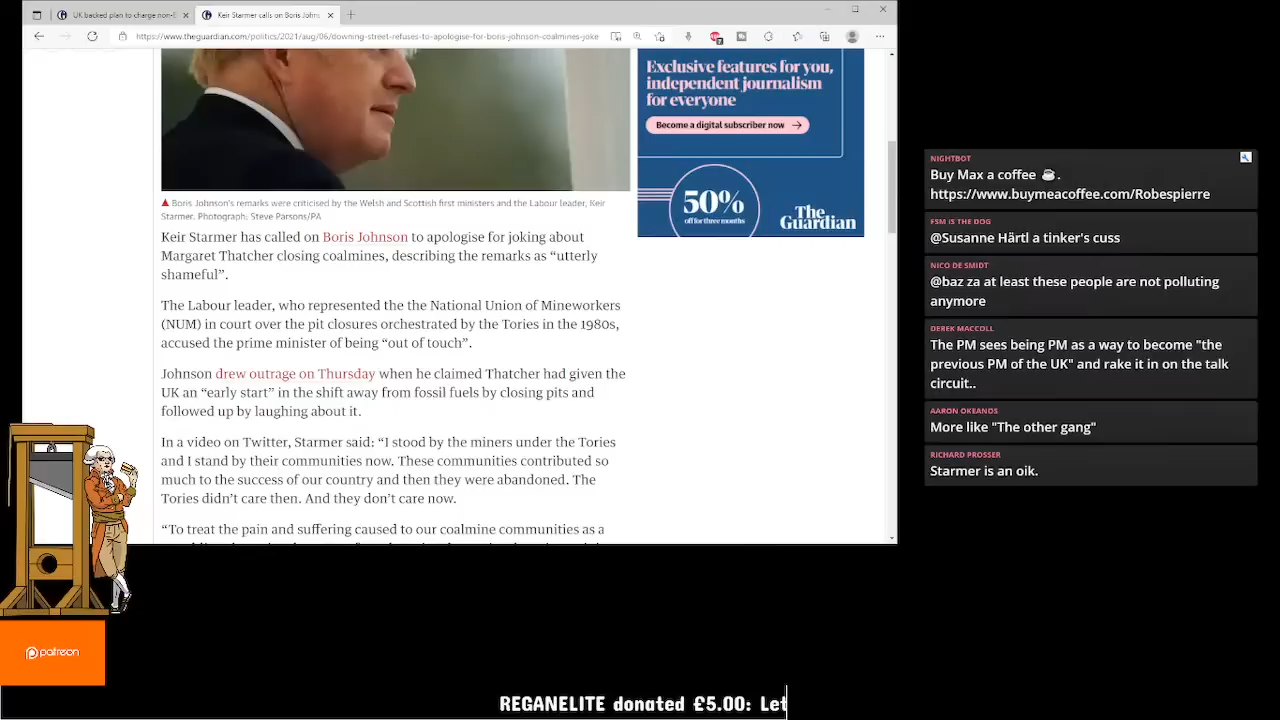 UK backed plan to charge non-E
Keir Starmer calls on Boris Johns
https://www.theguardian.com/politics/2021/aug/06/downing-street-refuses-to-apologise-for-boris-johnson-coalmines-joke
Exclusive features for you,
independent journalism
for everyone
Become a digital subscriber now
50%
off for three months
The
Guardian
Boris Johnson's remarks were criticised by the Welsh and Scottish first ministers and the Labour leader, Keir
Starmer. Photograph: Steve Parsons/PA
Keir Starmer has called on Boris Johnson to apologise for joking about
Margaret Thatcher closing coalmines, describing the remarks as “utterly
shameful”.
The Labour leader, who represented the the National Union of Mineworkers
(NUM) in court over the pit closures orchestrated by the Tories in the 1980s,
accused the prime minister of being “out of touch”.
Johnson drew outrage on Thursday when he claimed Thatcher had given the
UK an “early start” in the shift away from fossil fuels by closing pits and
followed up by laughing about it.
In a video on Twitter, Starmer said: “I stood by the miners under the Tories
and I stand by their communities now. These communities contributed so
much to the success of our country and then they were abandoned. The
Tories didn’t care then. And they don’t care now.
“To treat the pain and suffering caused to our coalmine communities as a
NIGHTBOT
Buy Max a coffee ☕.
https://www.buymeacoffee.com/Robespierre
FSM IS THE DOG
@Susanne Härtl a tinker's cuss
NICO DE SMIDT
@baz za at least these people are not polluting
anymore
DEREK MACCOLL
The PM sees being PM as a way to become "the
previous PM of the UK" and rake it in on the talk
circuit..
AARON OKEANOS
More like "The other gang"
RICHARD PROSSER
Starmer is an oik.
patreon
REGANELITE donated £5.00: Let